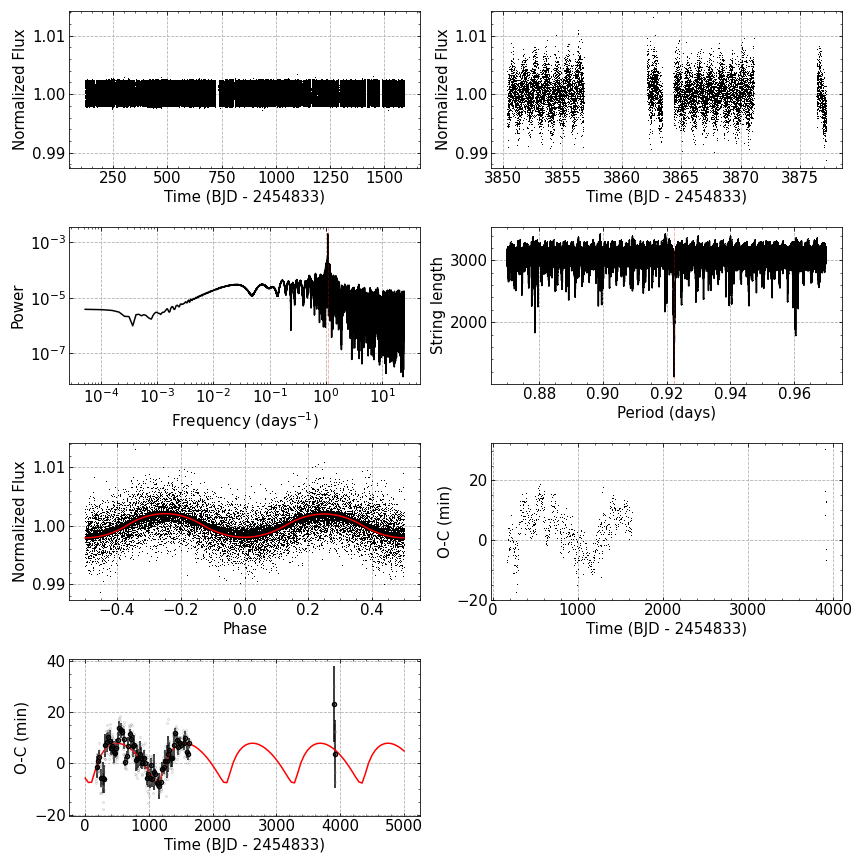 Normalized Flux
1.01
1.00
0.99
250 500 750 1000 1250 1500
Time (BJD - 2454833)
Normalized Flux
1.01
1.00
0.99
3850 3855 3860 3865 3870 3875
Time (BJD - 2454833)
Power
10⁻³
10⁻⁵
10⁻⁷
10⁻⁴ 10⁻³ 10⁻² 10⁻¹ 10⁰ 10¹
Frequency (days⁻¹)
String length
3000
2000
0.88 0.90 0.92 0.94 0.96
Period (days)
Normalized Flux
1.01
1.00
0.99
−0.4 −0.2 0.0 0.2 0.4
Phase
O-C (min)
20
0
−20
0 1000 2000 3000 4000
Time (BJD - 2454833)
O-C (min)
40
20
0
−20
0 1000 2000 3000 4000 5000
Time (BJD - 2454833)